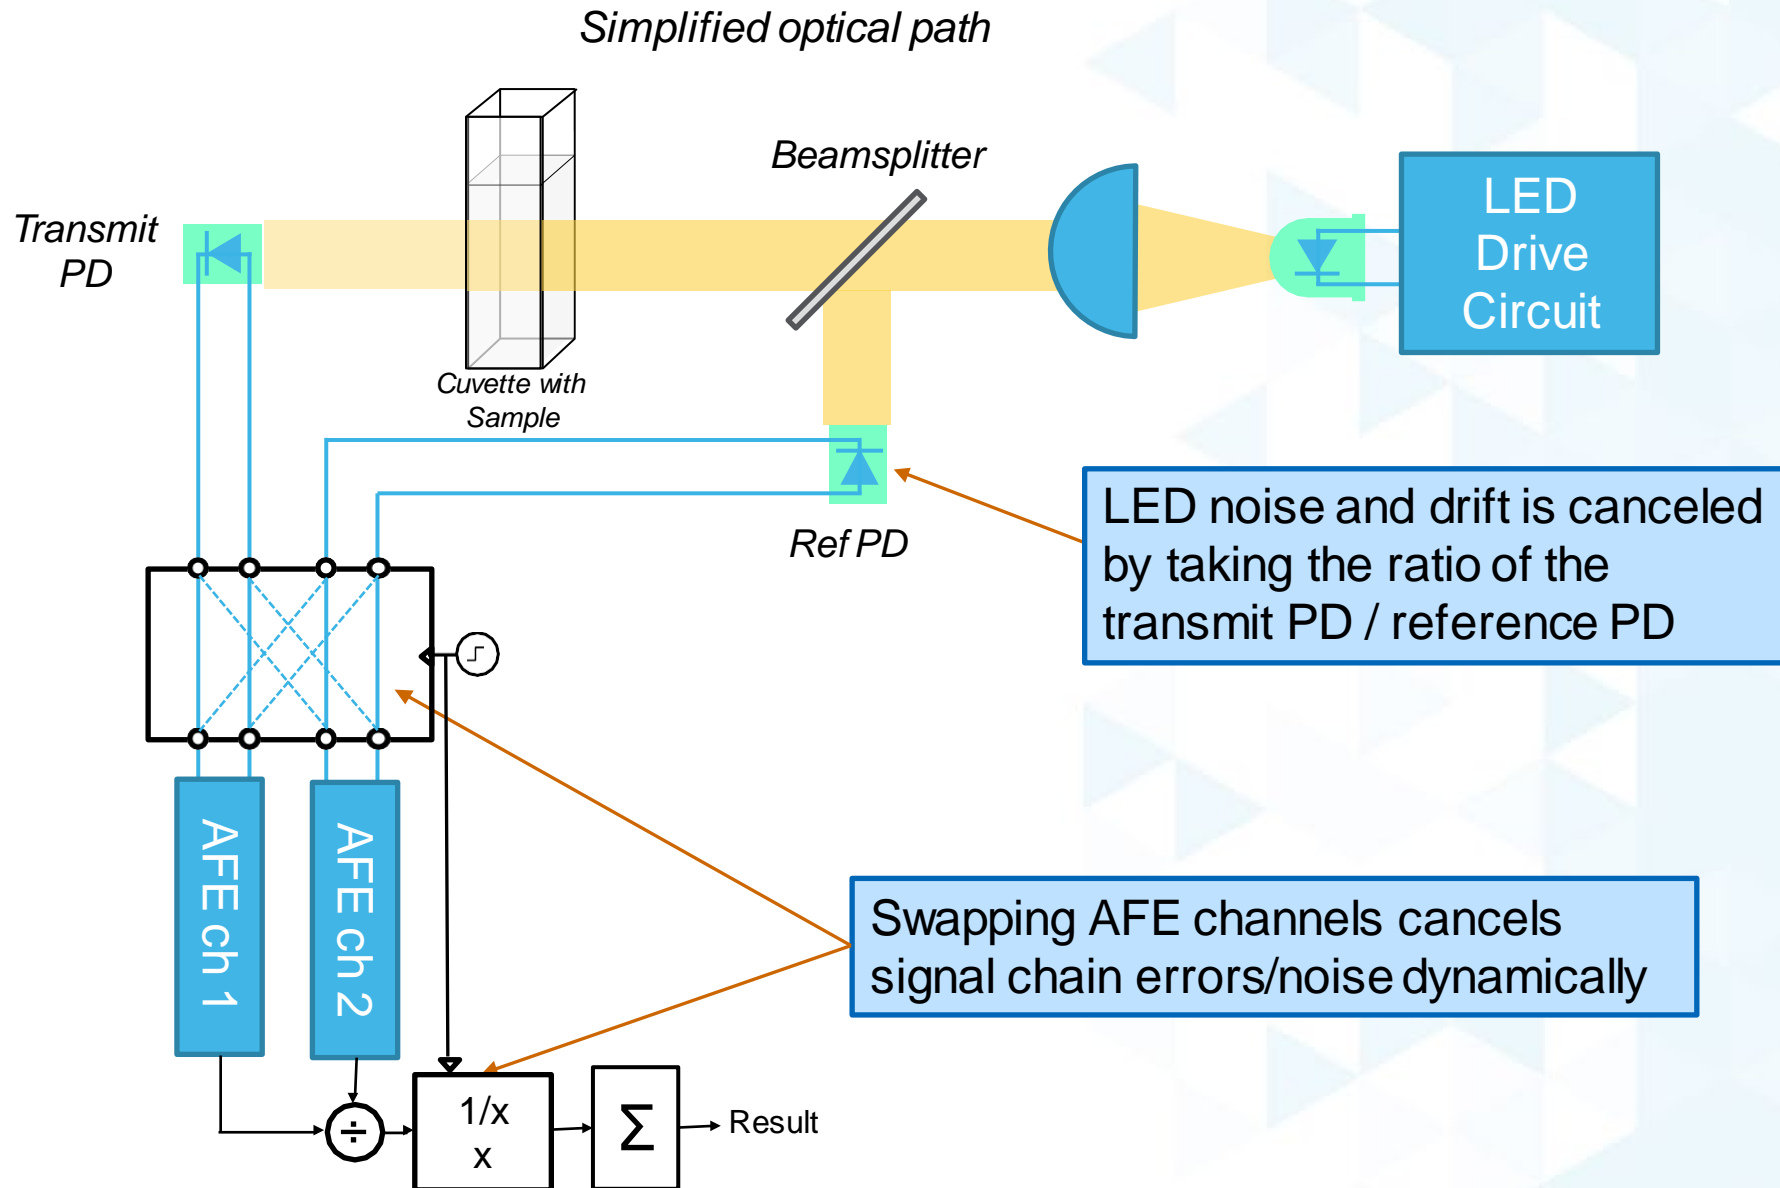 Simplified optical path
Beamsplitter
LED
Drive
Circuit
Transmit
PD
Cuvette with
Sample
Ref PD
LED noise and drift is canceled
by taking the ratio of the
transmit PD / reference PD
AFE ch 1
AFE ch 2
Swapping AFE channels cancels
signal chain errors/noise dynamically
÷
1/x
x
Σ
Result